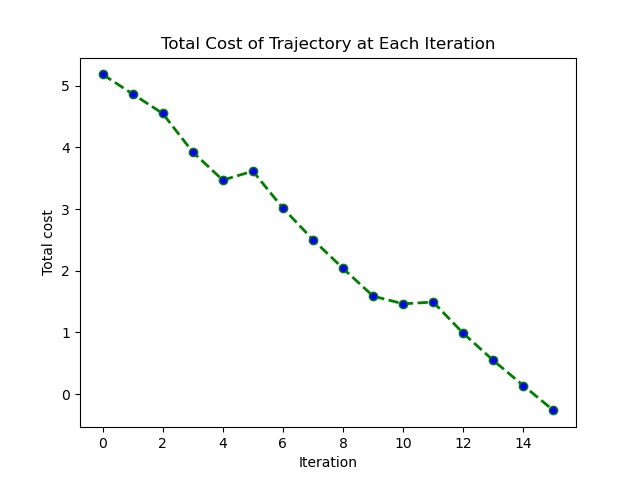 Total Cost of Trajectory at Each Iteration
5
4
3
2
1
0
Total cost
0 2 4 6 8 10 12 14
Iteration